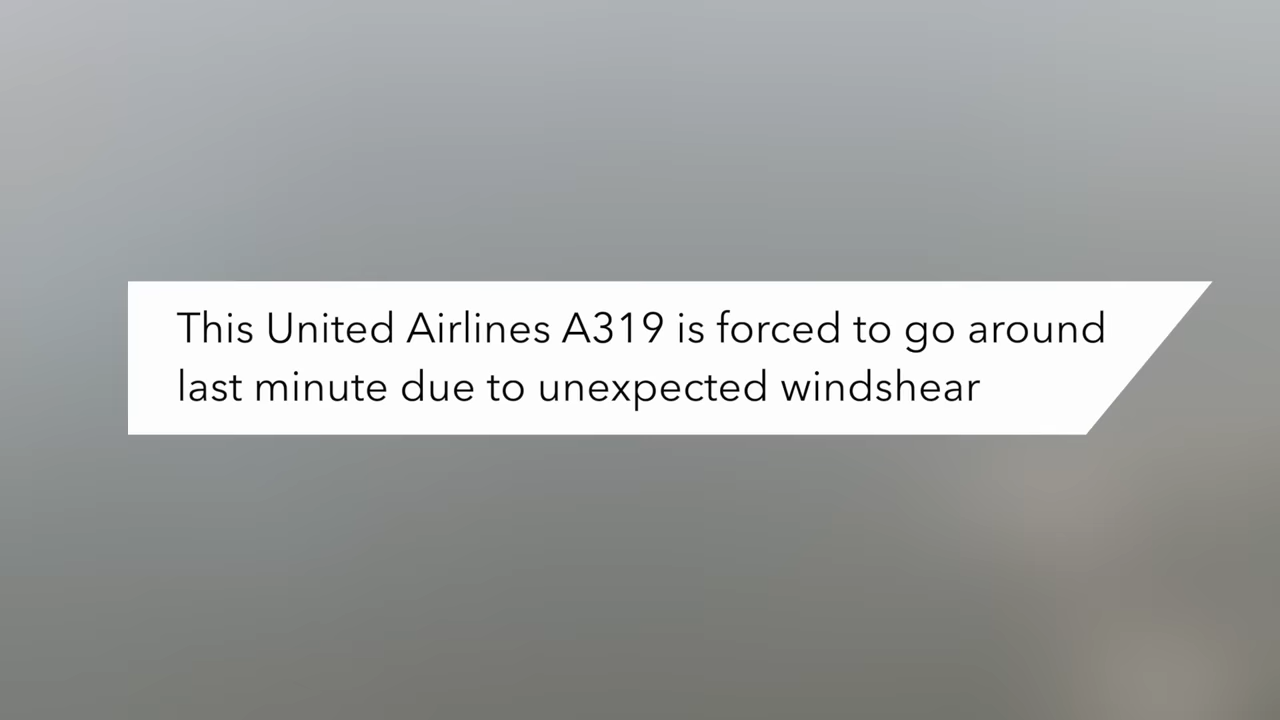 This United Airlines A319 is forced to go around
last minute due to unexpected windshear